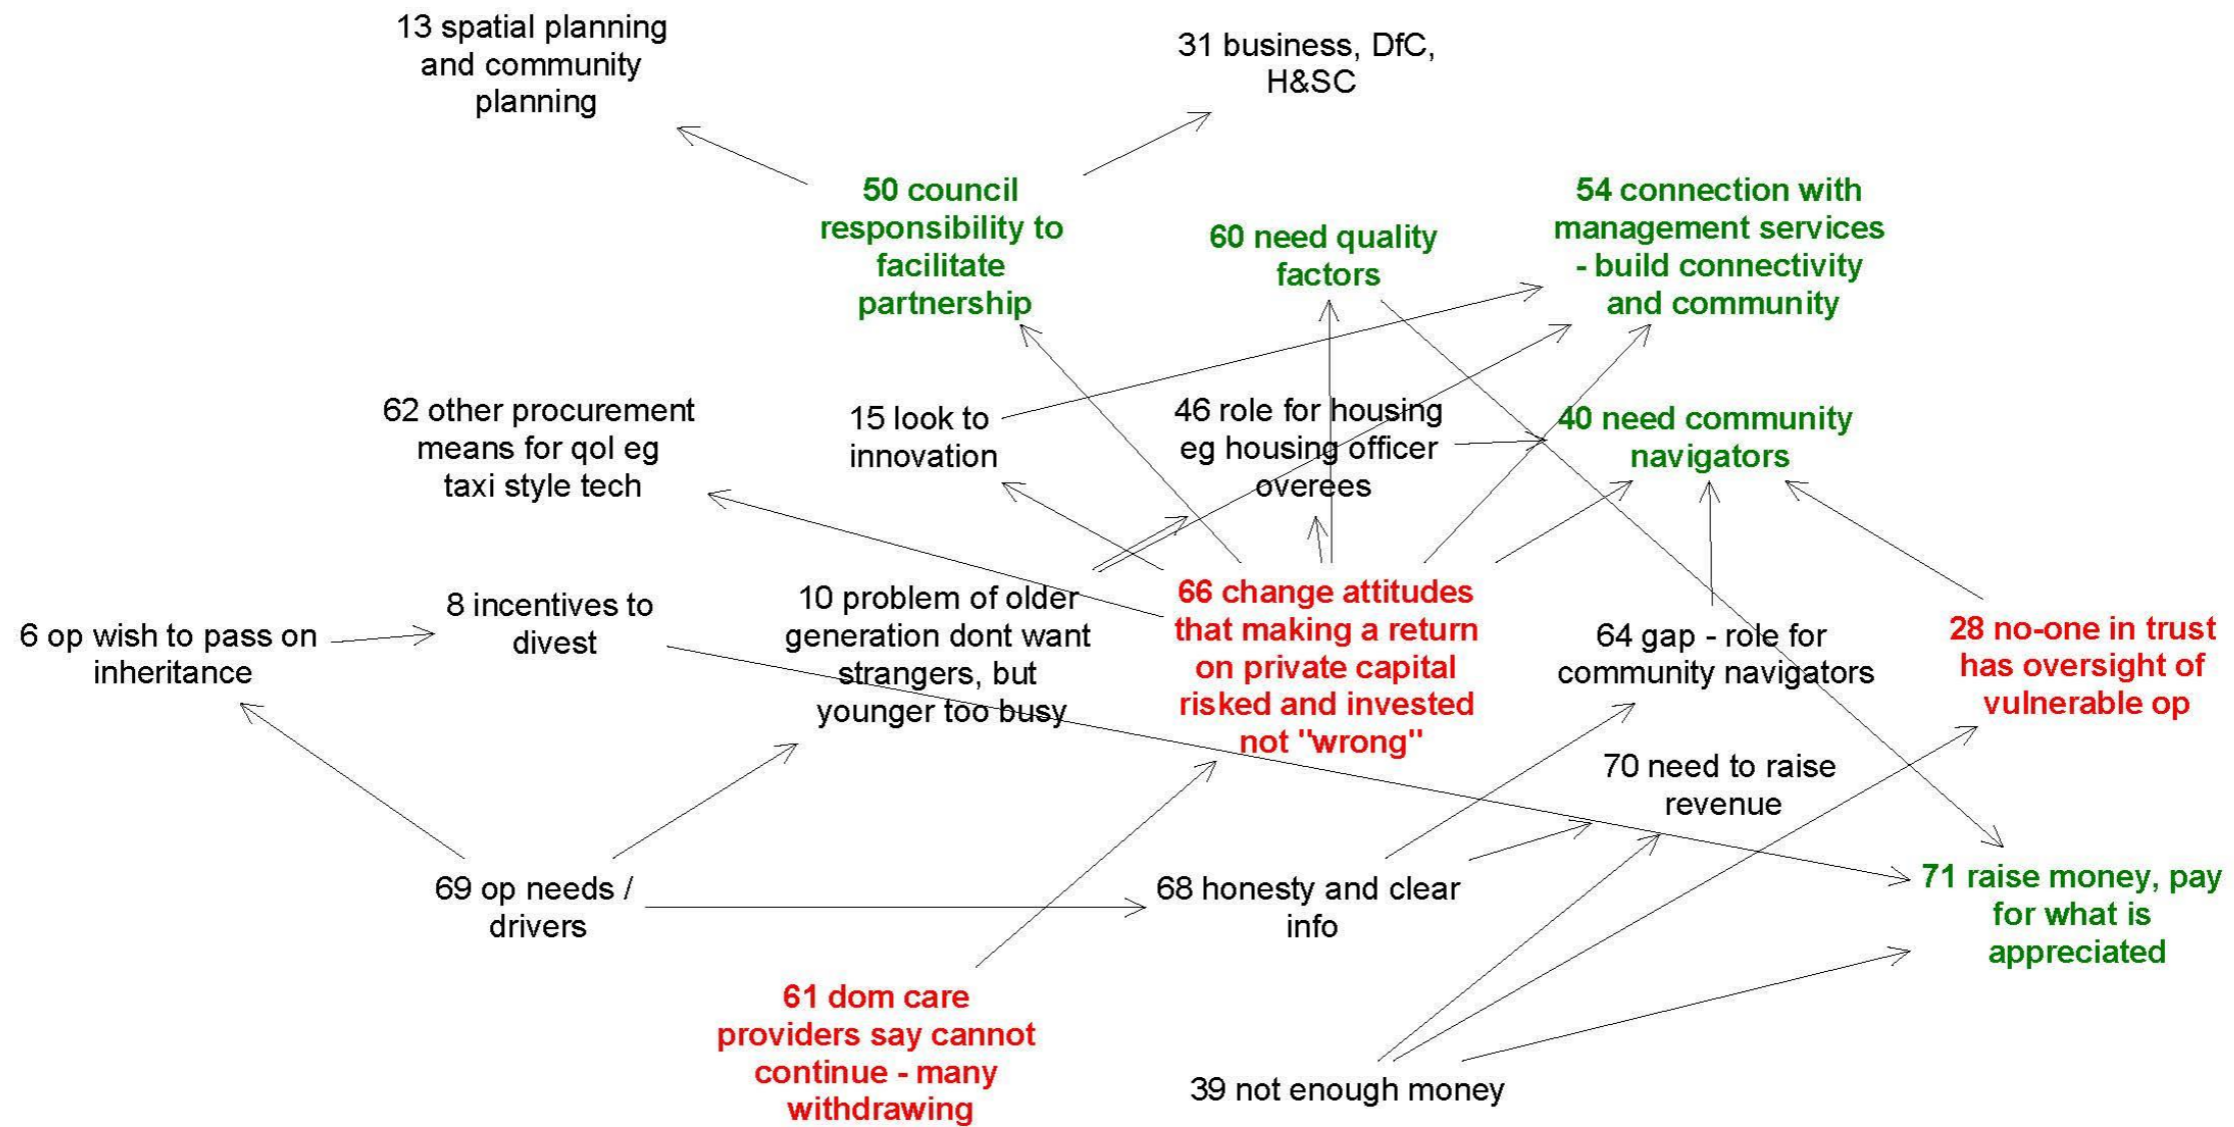 13 spatial planning
and community
planning
31 business, DfC,
H&SC
50 council
responsibility to
facilitate
partnership
60 need quality
factors
54 connection with
management services
- build connectivity
and community
62 other procurement
means for qol eg
taxi style tech
15 look to
innovation
46 role for housing
eg housing officer
overees
40 need community
navigators
6 op wish to pass on
inheritance
8 incentives to
divest
10 problem of older
generation dont want
strangers, but
younger too busy
66 change attitudes
that making a return
on private capital
risked and invested
not "wrong"
64 gap - role for
community navigators
28 no-one in trust
has oversight of
vulnerable op
70 need to raise
revenue
69 op needs /
drivers
68 honesty and clear
info
71 raise money, pay
for what is
appreciated
61 dom care
providers say cannot
continue - many
withdrawing
39 not enough money